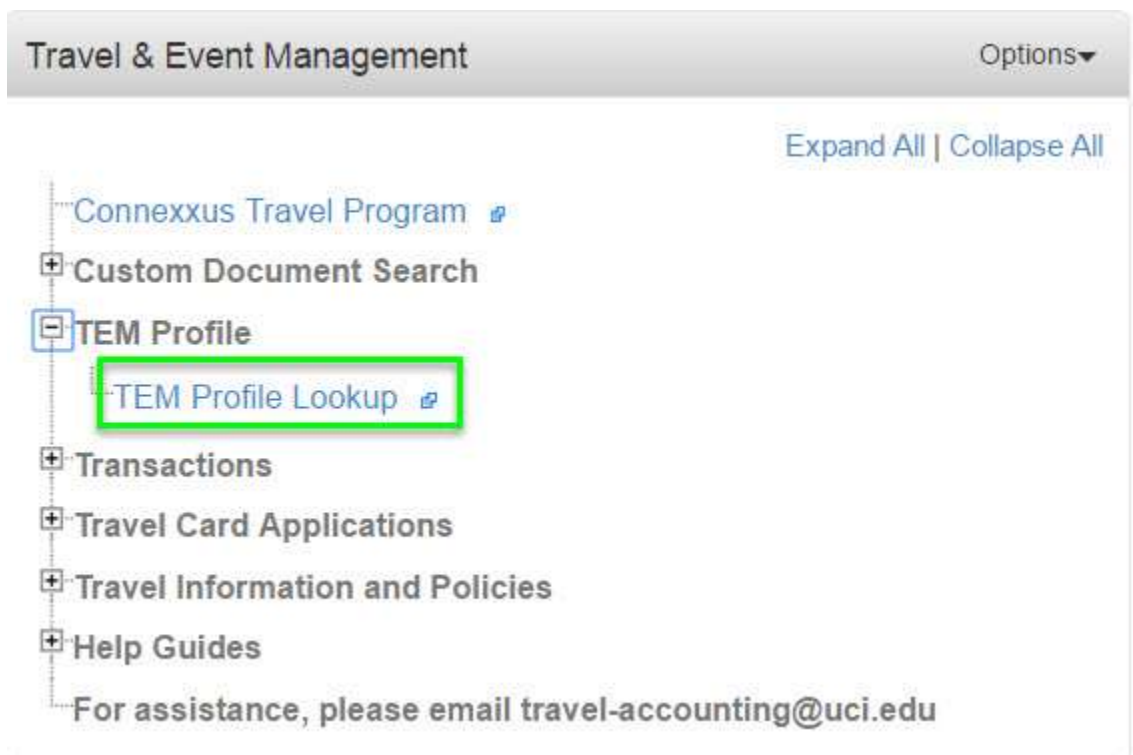 Travel & Event Management Options
Expand All | Collapse All
Connexxus Travel Program
Custom Document Search
TEM Profile
TEM Profile Lookup
Transactions
Travel Card Applications
Travel Information and Policies
Help Guides
For assistance, please email travel-accounting@uci.edu